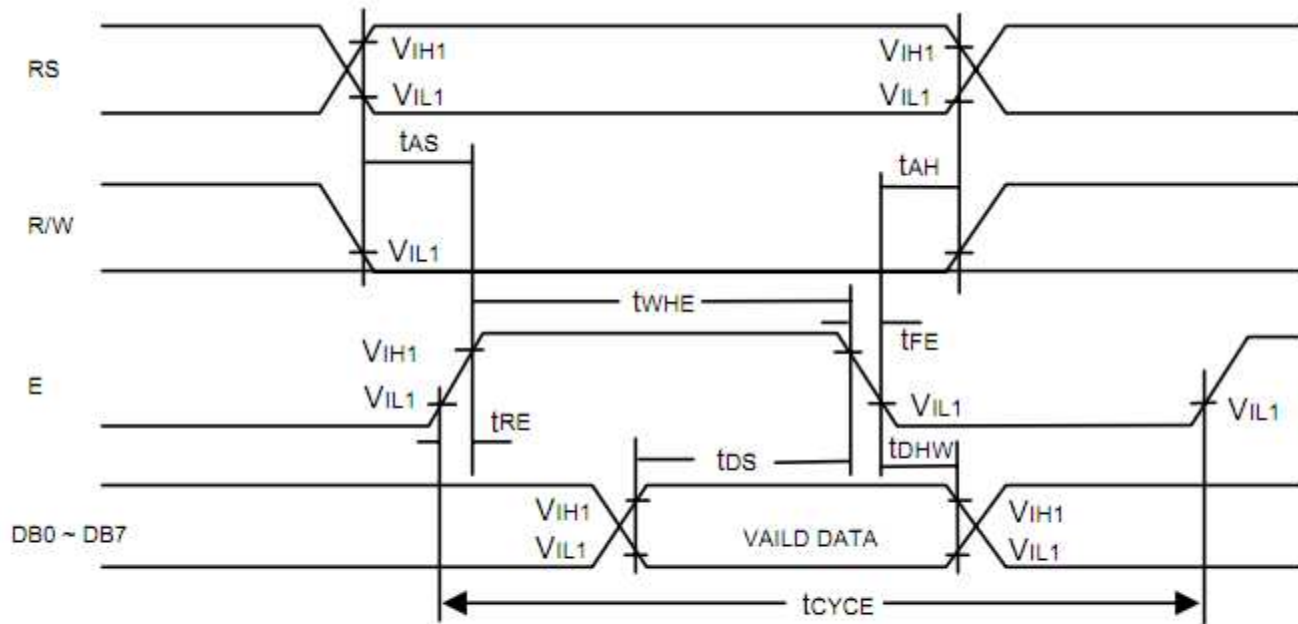 RS
VIH1
VIH1
VIL1
VIL1
tAS
tAH
R/W
VIL1
tWHE
tFE
VIH1
E
VIL1
VIL1
VIL1
tRE
tDHW
tDS
VIH1
VIH1
DB0 ~ DB7
VAILD DATA
VIL1
VIL1
tCYCE